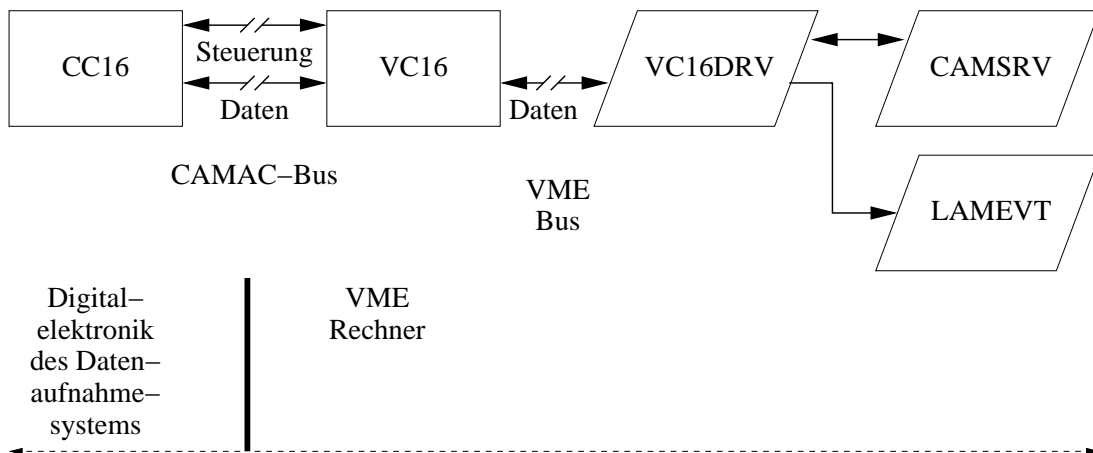 CC16
Steuerung
Daten
VC16
Daten
VC16DRV
CAMSRV
CAMAC–Bus
VME
Bus
LAMEVT
Digital–
elektronik
des Daten–
aufnahme–
systems
VME
Rechner